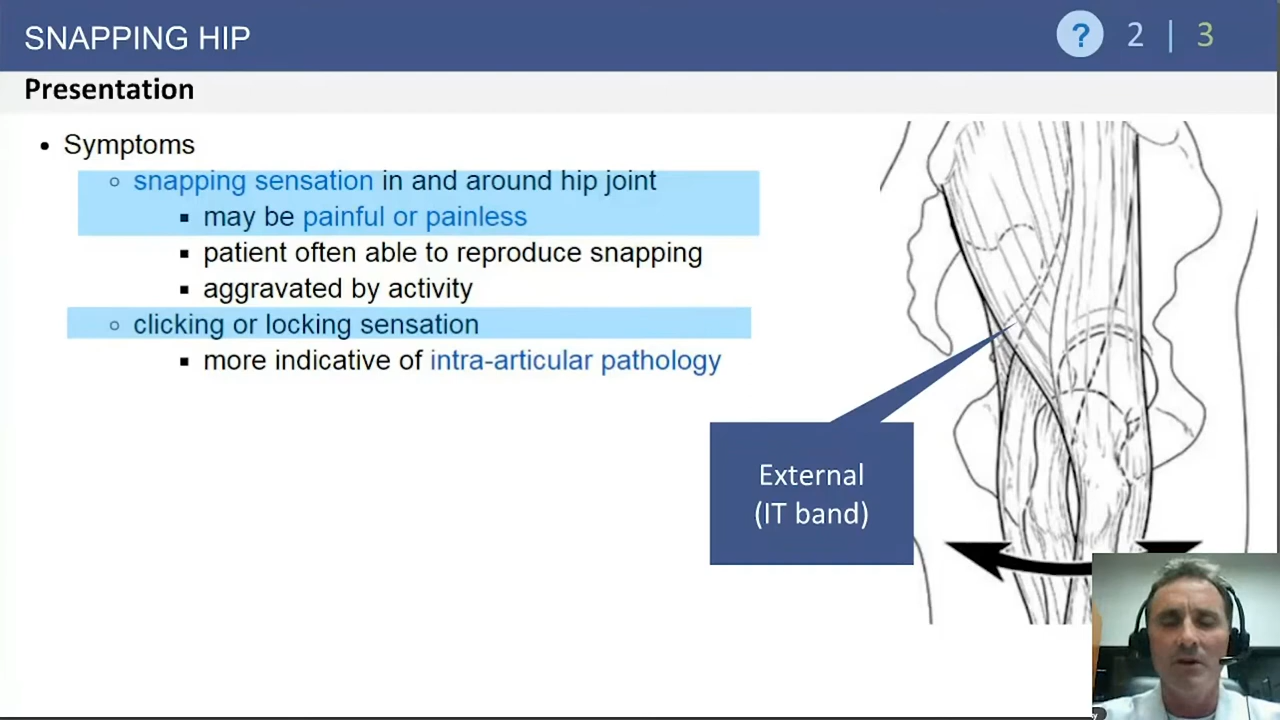 SNAPPING HIP
? 2 | 3
Presentation
• Symptoms
○ snapping sensation in and around hip joint
▪ may be painful or painless
▪ patient often able to reproduce snapping
▪ aggravated by activity
○ clicking or locking sensation
▪ more indicative of intra-articular pathology
External
(IT band)